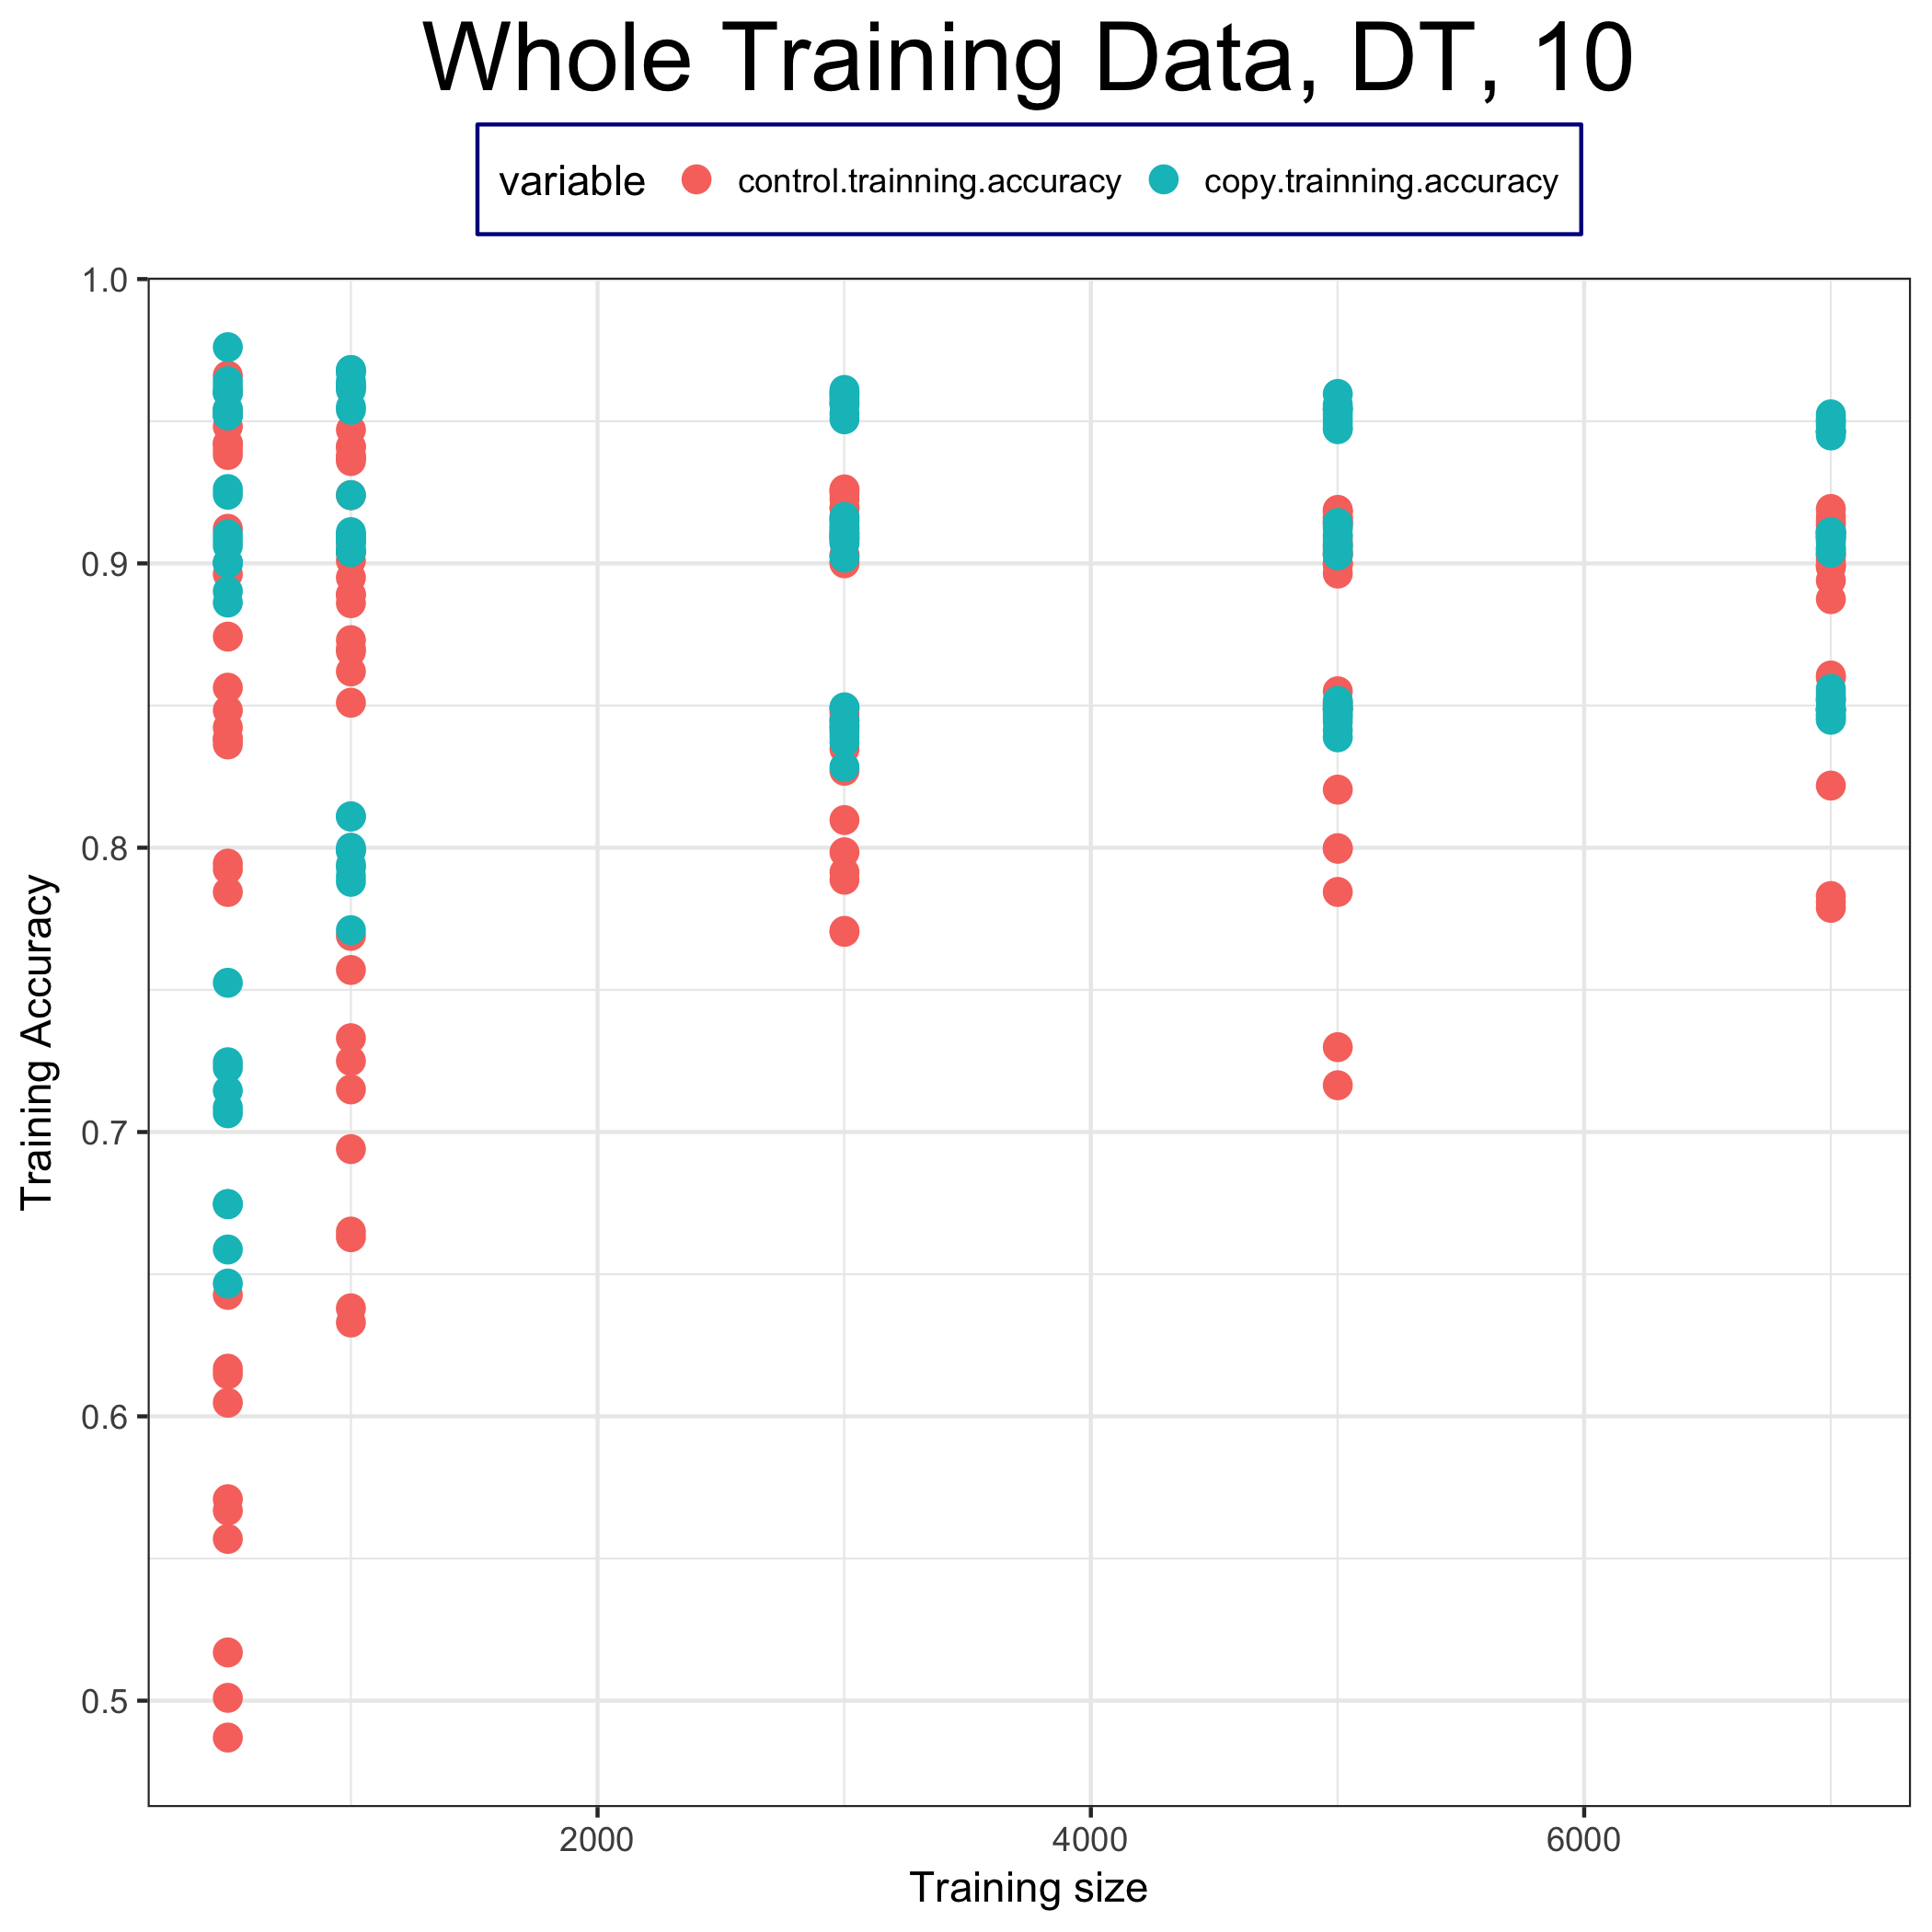 Whole Training Data, DT, 10
variable control.trainning.accuracy copy.trainning.accuracy
1.0
0.9
0.8
0.7
0.6
0.5
Training Accuracy
2000 4000 6000
Training size